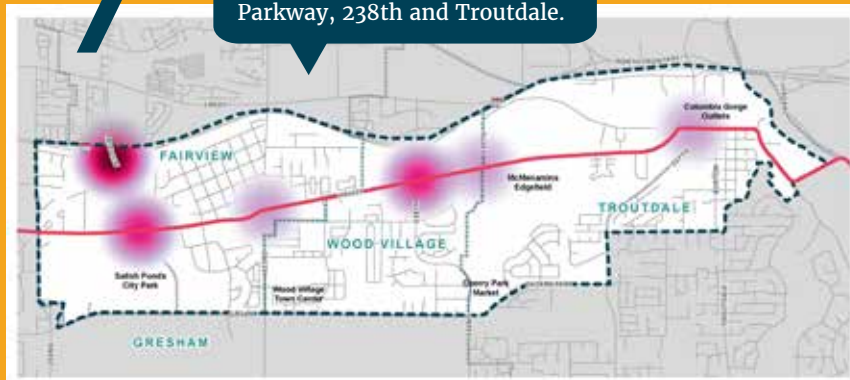 Parkway, 238th and Troutdale.
Columbia Gorge
Outlets
FAIRVIEW
McMenamins
Edgefield
TROUTDALE
WOOD VILLAGE
Salish Ponds
City Park
Wood Village
Town Center
Cherry Park
Market
GRESHAM